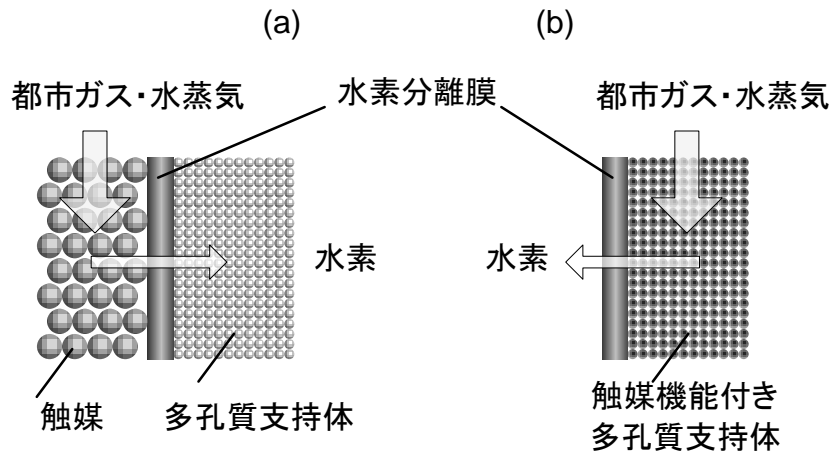 (a)
(b)
都市ガス・水蒸気
水素分離膜
都市ガス・水蒸気
水素
水素
触媒
多孔質支持体
触媒機能付き
多孔質支持体